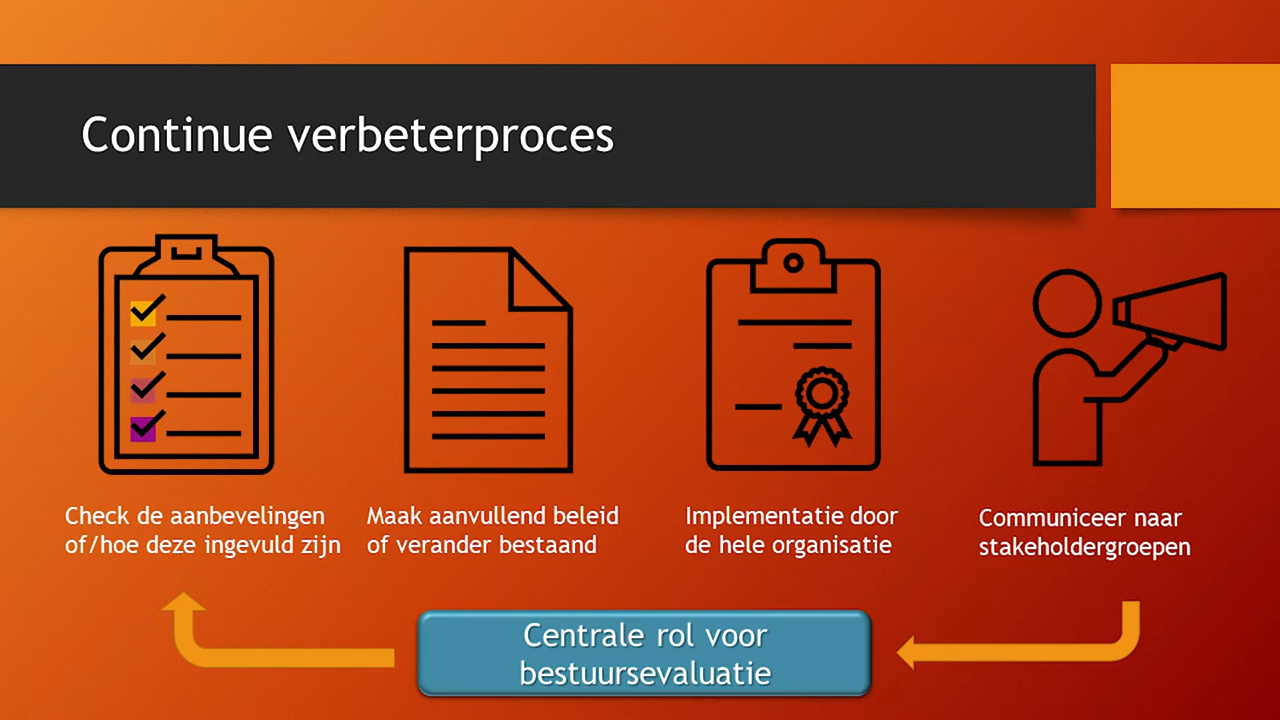 Continue verbeterproces
Check de aanbevelingen
of/hoe deze ingevuld zijn
Maak aanvullend beleid
of verander bestaand
Implementatie door
de hele organisatie
Communiceer naar
stakeholdergroepen
Centrale rol voor
bestuursevaluatie